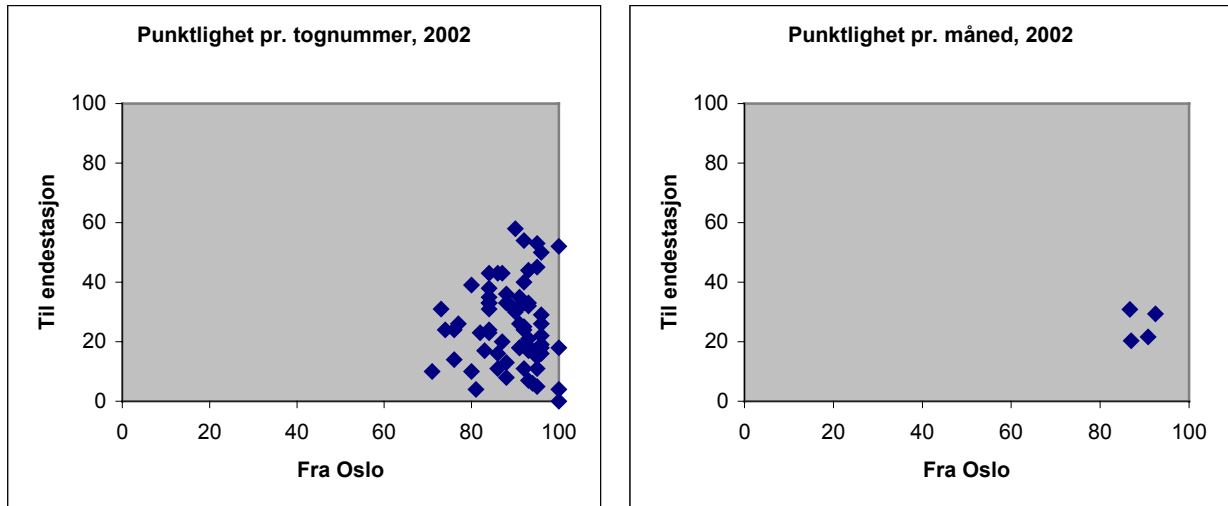 Punktlighet pr. tognummer, 2002
100
80
60
40
20
0
Til endestasjon
0 20 40 60 80 100
Fra Oslo
Punktlighet pr. måned, 2002
100
80
60
40
20
0
Til endestasjon
0 20 40 60 80 100
Fra Oslo